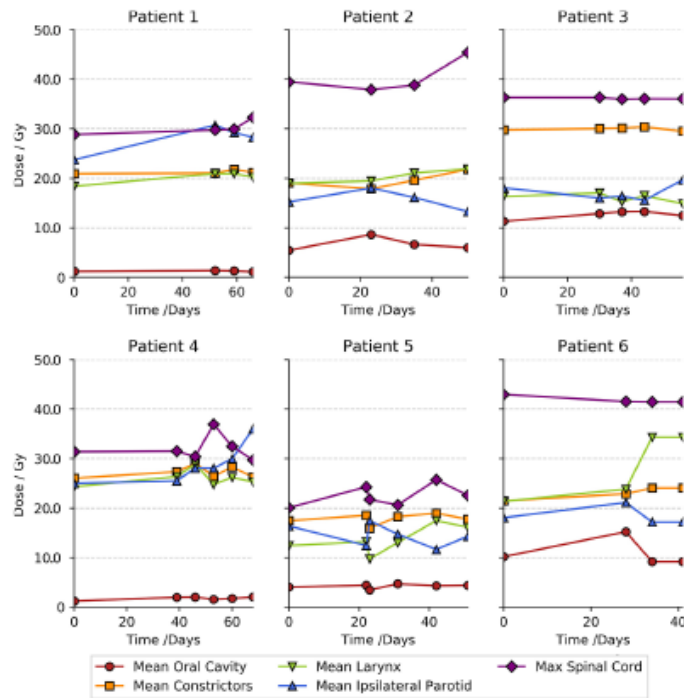 Patient 1 Patient 2 Patient 3
50.0
40.0
30.0
20.0
10.0
0
Dose / Gy
0 20 40 60 0 20 40 0 20 40
Time /Days Time /Days Time /Days
Patient 4 Patient 5 Patient 6
50.0
40.0
30.0
20.0
10.0
0
Dose / Gy
0 20 40 60 0 20 40 0 20 40
Time /Days Time /Days Time /Days
Mean Oral Cavity Mean Larynx Max Spinal Cord
Mean Constrictors Mean Ipsilateral Parotid